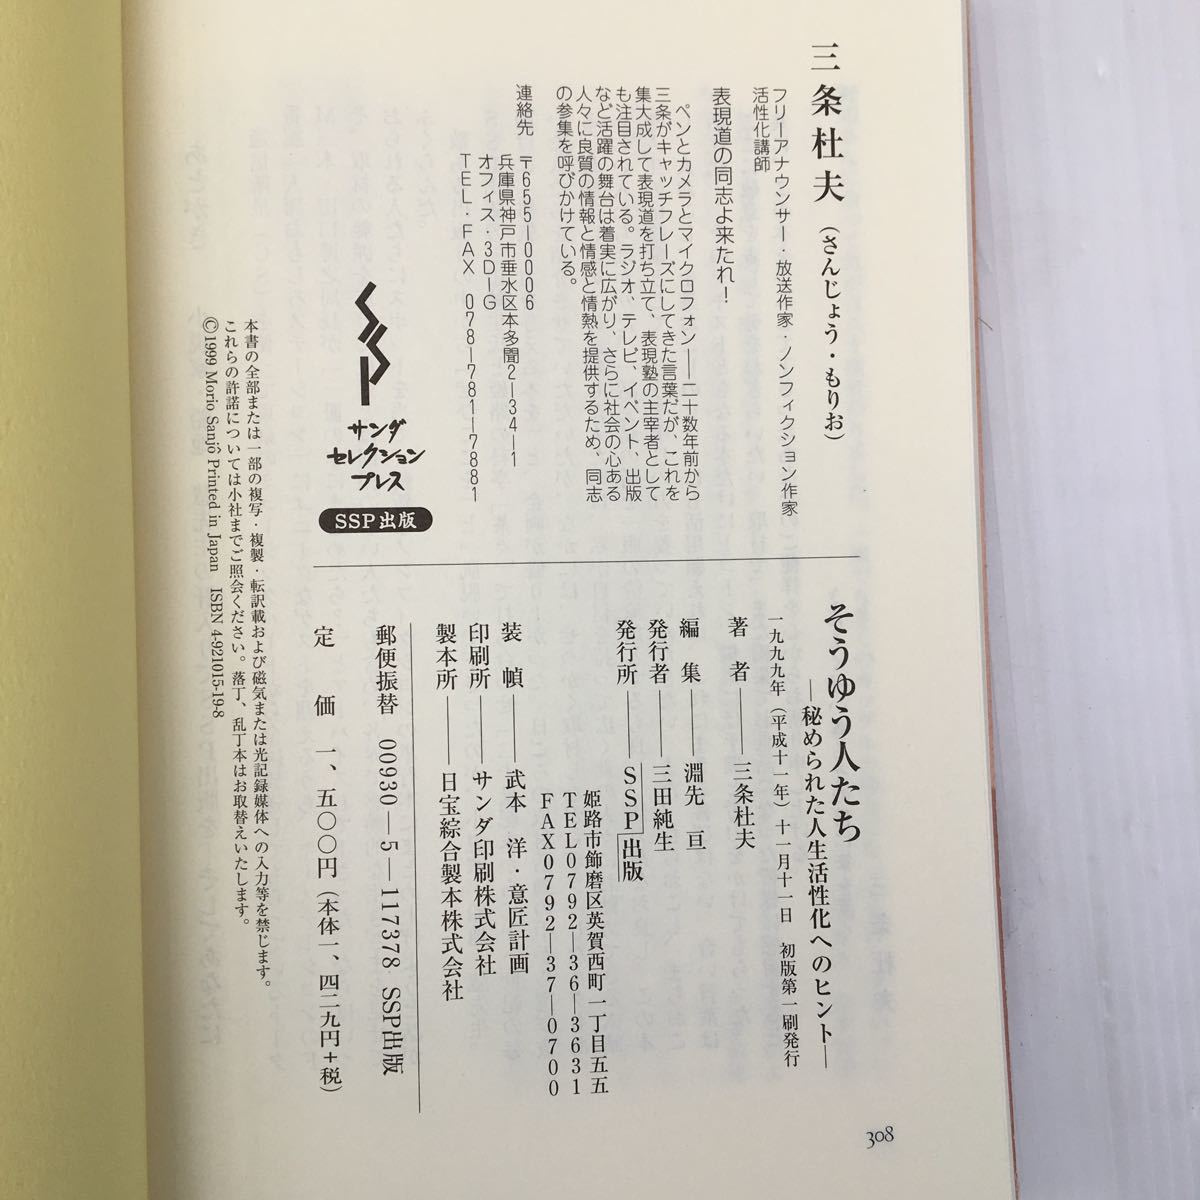 三条杜夫（さんじょう・もりお）
フリーアナウンサー・放送作家・ノンフィクション作家
活性化講師
表現道の同志よ来たれ！
ペンとカメラとマイクロフォン――二十数年前から
三条がキャッチフレーズにしてきた言葉だが、これを
集大成して表現道を打ち立て、表現塾の主宰者として
も注目されている。ラジオ、テレビ、イベント、出版
など活躍の舞台は着実に広がり、さらに社会の心ある
人々に良質の情報と情感と情熱を提供するため、同志
の参集を呼びかけている。
連絡先 〒655-0006
兵庫県神戸市垂水区本多聞2-34-1
オフィス・3D-G
TEL・FAX 078-781-7881
サンダ
セレクション
プレス
SSP出版
そうゆう人たち
―秘められた人生活性化へのヒント―
一九九九年（平成十一年）十一月十一日 初版第一刷発行
著者――三条杜夫
編集――淵先亘
発行者――三田純生
発行所――SSP出版
姫路市飾磨区英賀西町一丁目五五
TEL0792-36-3631
FAX0792-37-0700
装幀――武本洋・意匠計画
印刷所――サンダ印刷株式会社
製本所――日宝綜合製本株式会社
郵便振替 00930―5―117378 SSP出版
定価 一、五〇〇円（本体一、四二九円＋税）
本書の全部または一部の複写・複製・転訳載および磁気または光記録媒体への入力等を禁じます。
これらの許諾については小社までご照会ください。落丁、乱丁本はお取替えいたします。
©1999 Morio Sanjô Printed in Japan ISBN 4-921015-19-8
308